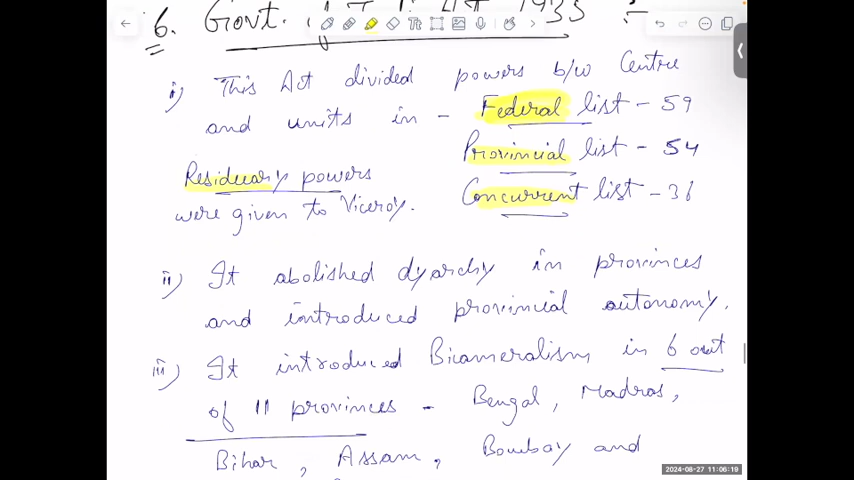 6. Govt. 1935 :-
i) This Act divided powers b/w Centre
and units in - Federal list - 59
Provincial list - 54
Concurrent list - 36
Residuary powers
were given to Viceroy.
ii) It abolished dyarchy in provinces
and introduced provincial autonomy.
iii) It introduced Bicameralism in 6 out
of 11 provinces - Bengal, Madras,
Bihar, Assam, Bombay and
2024-08-27 11:06:19